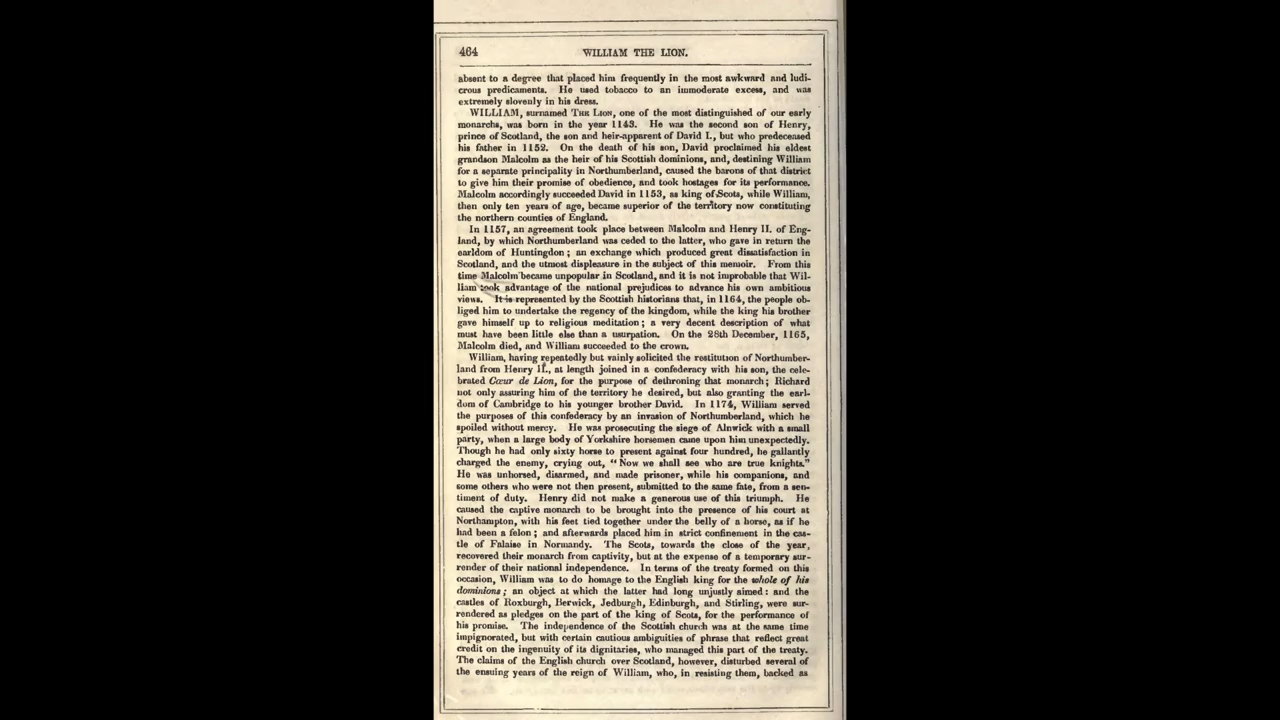 464
WILLIAM THE LION.
absent to a degree that placed him frequently in the most awkward and ludi-
crous predicaments. He used tobacco to an immoderate excess, and was
extremely slovenly in his dress.
WILLIAM, surnamed THE LION, one of the most distinguished of our early
monarchs, was born in the year 1143. He was the second son of Henry,
prince of Scotland, the son and heir-apparent of David I., but who predeceased
his father in 1152. On the death of his son, David proclaimed his eldest
grandson Malcolm as the heir of his Scottish dominions, and, destining William
for a separate principality in Northumberland, caused the barons of that district
to give him their promise of obedience, and took hostages for its performance.
Malcolm accordingly succeeded David in 1153, as king of Scots, while William,
then only ten years of age, became superior of the territory now constituting
the northern counties of England.
In 1157, an agreement took place between Malcolm and Henry II. of Eng-
land, by which Northumberland was ceded to the latter, who gave in return the
earldom of Huntingdon; an exchange which produced great dissatisfaction in
Scotland, and the utmost displeasure in the subject of this memoir. From this
time Malcolm became unpopular in Scotland, and it is not improbable that Wil-
liam took advantage of the national prejudices to advance his own ambitious
views. It is represented by the Scottish historians that, in 1164, the people ob-
liged him to undertake the regency of the kingdom, while the king his brother
gave himself up to religious meditation; a very decent description of what
must have been little else than a usurpation. On the 28th December, 1165,
Malcolm died, and William succeeded to the crown.
William, having repeatedly but vainly solicited the restitution of Northumber-
land from Henry II., at length joined in a confederacy with his son, the cele-
brated Cœur de Lion, for the purpose of dethroning that monarch; Richard
not only assuring him of the territory he desired, but also granting the earl-
dom of Cambridge to his younger brother David. In 1174, William served
the purposes of this confederacy by an invasion of Northumberland, which he
spoiled without mercy. He was prosecuting the siege of Alnwick with a small
party, when a large body of Yorkshire horsemen came upon him unexpectedly.
Though he had only sixty horse to present against four hundred, he gallantly
charged the enemy, crying out, "Now we shall see who are true knights."
He was unhorsed, disarmed, and made prisoner, while his companions, and
some others who were not then present, submitted to the same fate, from a sen-
timent of duty. Henry did not make a generous use of this triumph. He
caused the captive monarch to be brought into the presence of his court at
Northampton, with his feet tied together under the belly of a horse, as if he
had been a felon; and afterwards placed him in strict confinement in the cas-
tle of Falaise in Normandy. The Scots, towards the close of the year,
recovered their monarch from captivity, but at the expense of a temporary sur-
render of their national independence. In terms of the treaty formed on this
occasion, William was to do homage to the English king for the whole of his
dominions; an object at which the latter had long unjustly aimed: and the
castles of Roxburgh, Berwick, Jedburgh, Edinburgh, and Stirling, were sur-
rendered as pledges on the part of the king of Scots, for the performance of
his promise. The independence of the Scottish church was at the same time
impignorated, but with certain cautious ambiguities of phrase that reflect great
credit on the ingenuity of its dignitaries, who managed this part of the treaty.
The claims of the English church over Scotland, however, disturbed several of
the ensuing years of the reign of William, who, in resisting them, backed as